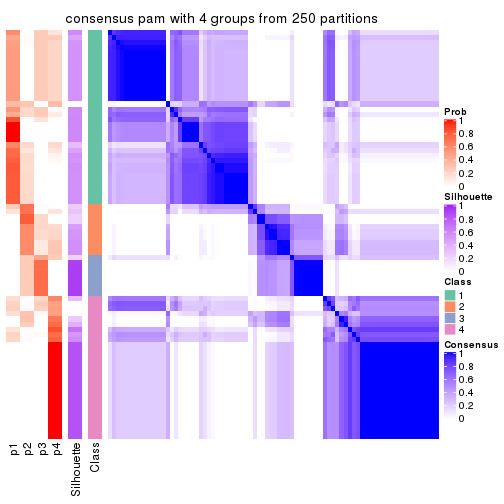 consensus pam with 4 groups from 250 partitions
Prob
1
0.8
0.6
0.4
0.2
0
Silhouette
1
0.8
0.6
0.4
0.2
0
Class
1
2
3
4
Consensus
1
0.8
0.6
0.4
0.2
0
p1
p2
p3
p4
Silhouette
Class